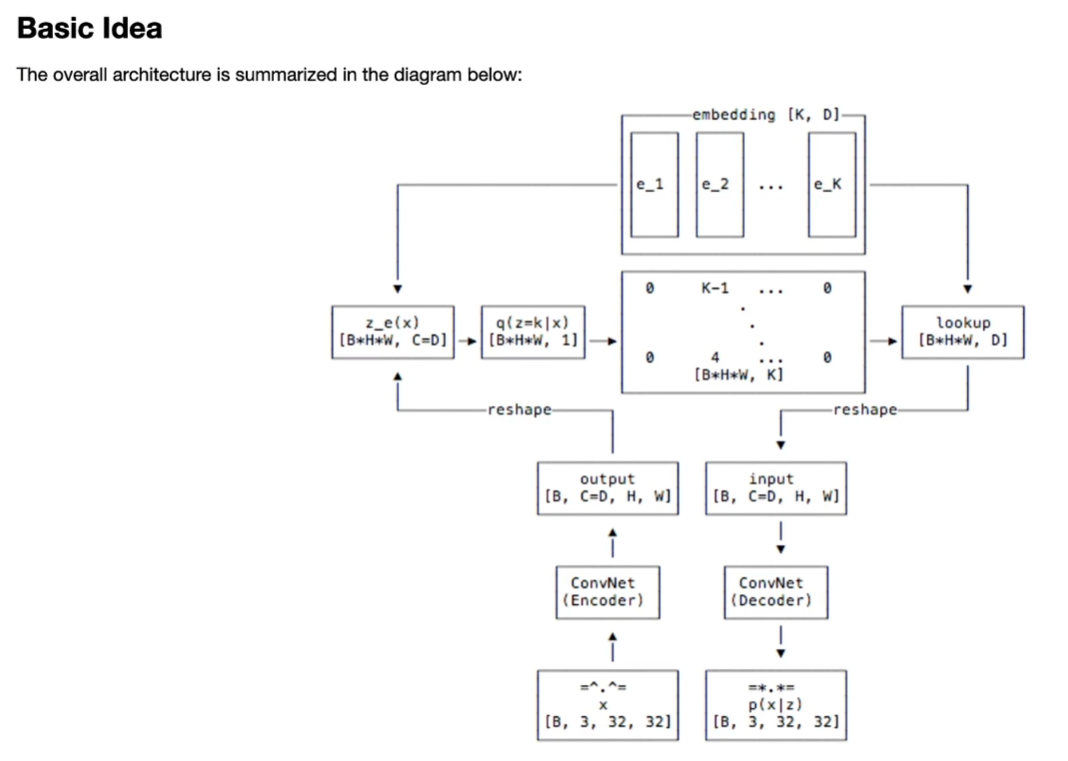 Basic Idea
The overall architecture is summarized in the diagram below:
embedding [K, D]
e_1 e_2 ... e_K
0 K-1 ... 0
.
.
.
0 4 ... 0
[B*H*W, K]
z_e(x)
[B*H*W, C=D]
q(z=k|x)
[B*H*W, 1]
lookup
[B*H*W, D]
reshape
reshape
output
[B, C=D, H, W]
input
[B, C=D, H, W]
ConvNet
(Encoder)
ConvNet
(Decoder)
=^.^=
x
[B, 3, 32, 32]
=*.*=
p(x|z)
[B, 3, 32, 32]